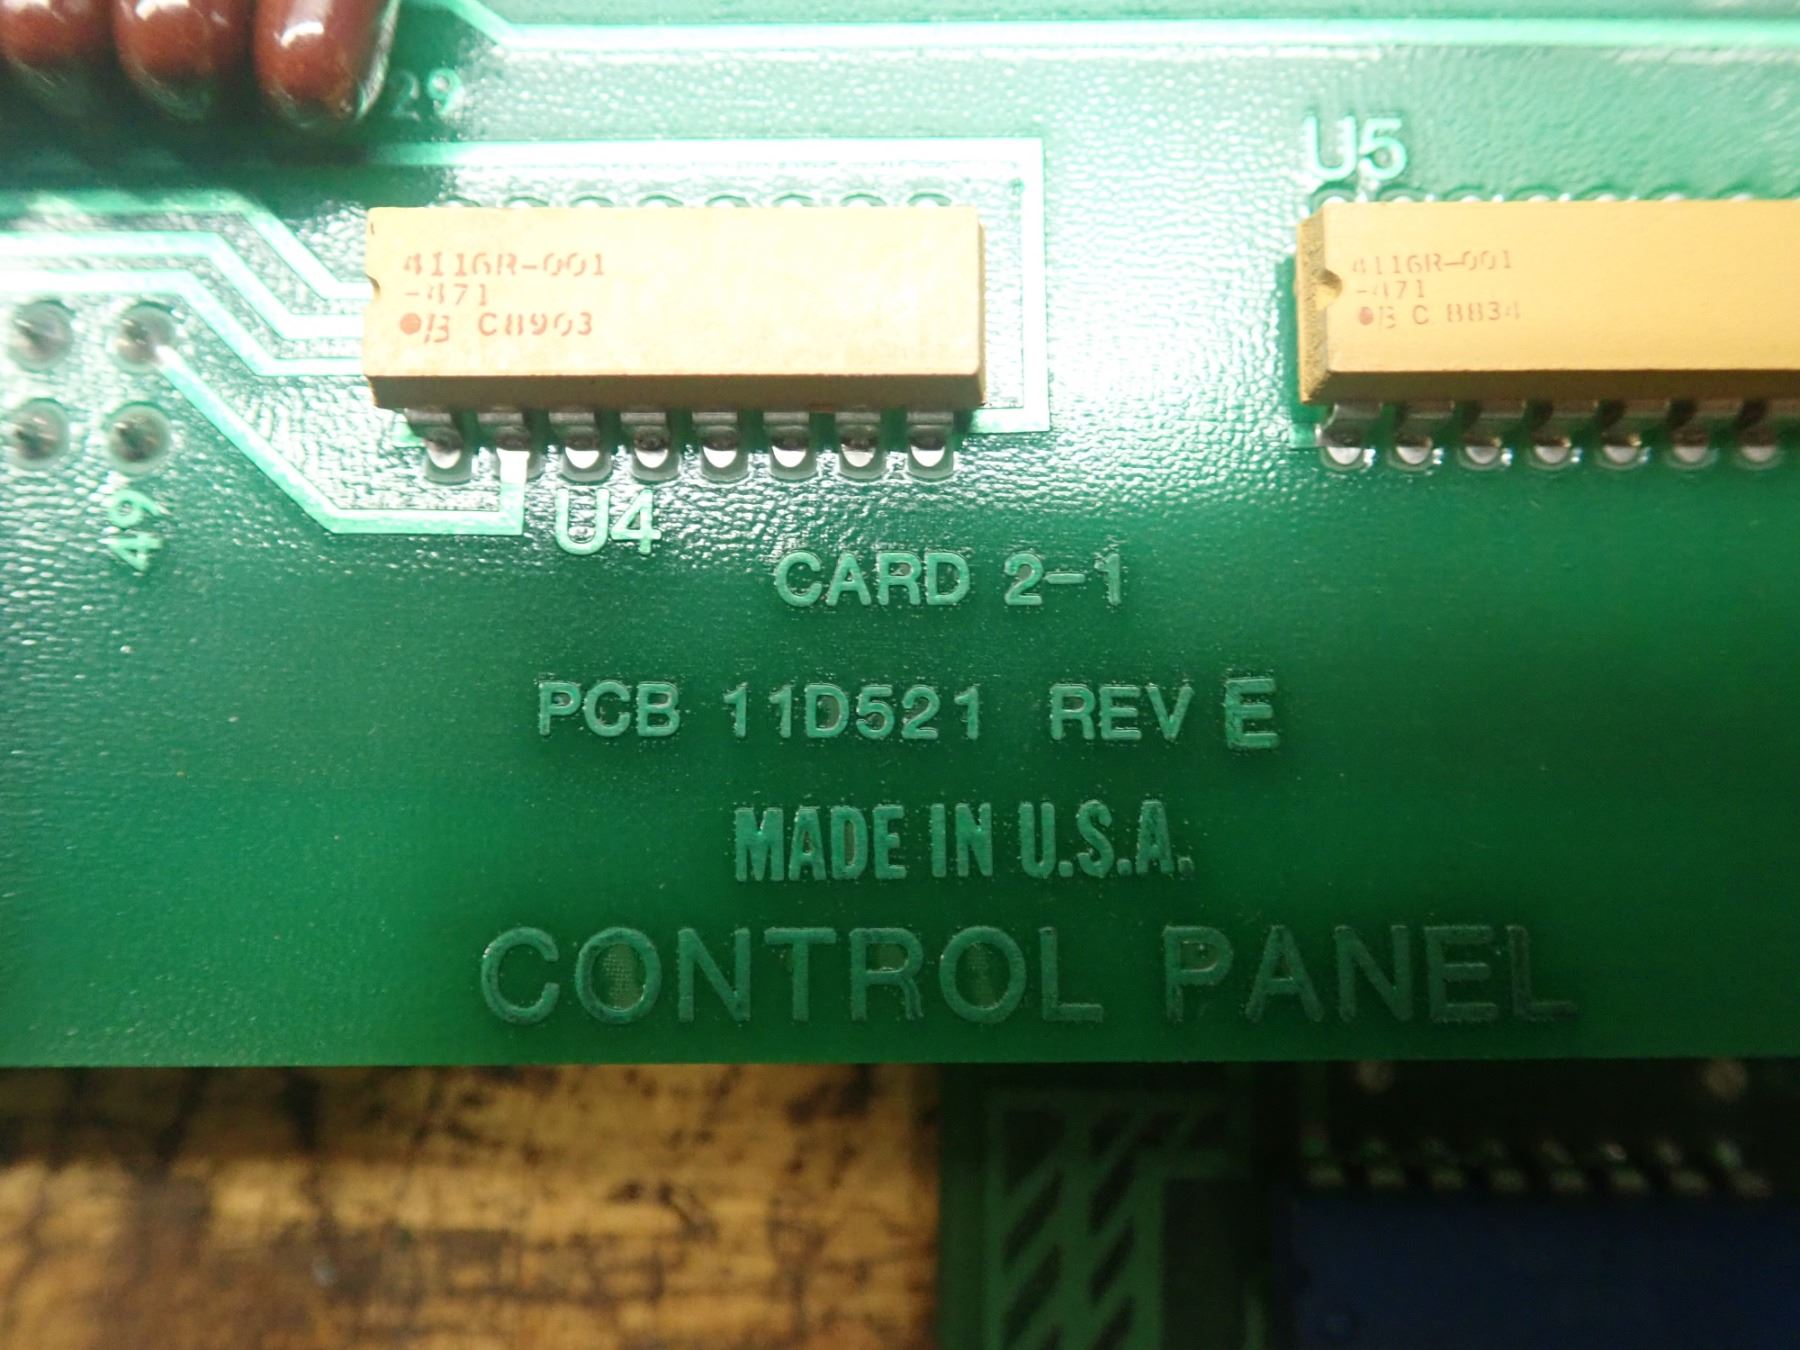 29
U5
4116R-001
-471
B C8903
4116R-001
-471
B C 8834
49
U4
CARD 2-1
PCB 11D521 REV E
MADE IN U.S.A.
CONTROL PANEL